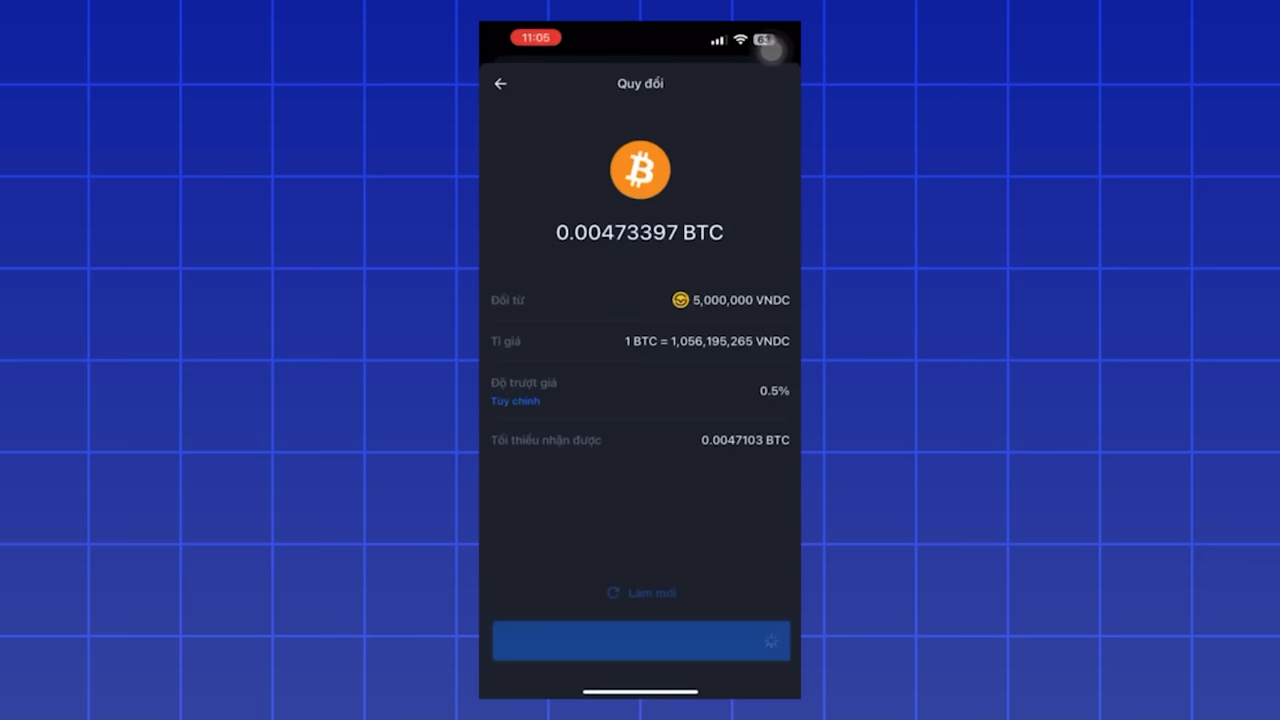 11:05
63
Quy đổi
0.00473397 BTC
Đổi từ 5,000,000 VNDC
Tỉ giá 1 BTC = 1,056,195,265 VNDC
Độ trượt giá 0.5%
Tùy chỉnh
Tối thiểu nhận được 0.0047103 BTC
Làm mới